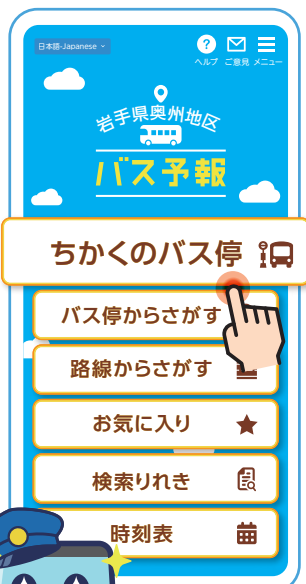 日本語-Japanese
ヘルプ ご意見 メニュー
岩手県奥州地区
バス予報
ちかくのバス停
バス停からさがす
路線からさがす
お気に入り
検索りれき
時刻表